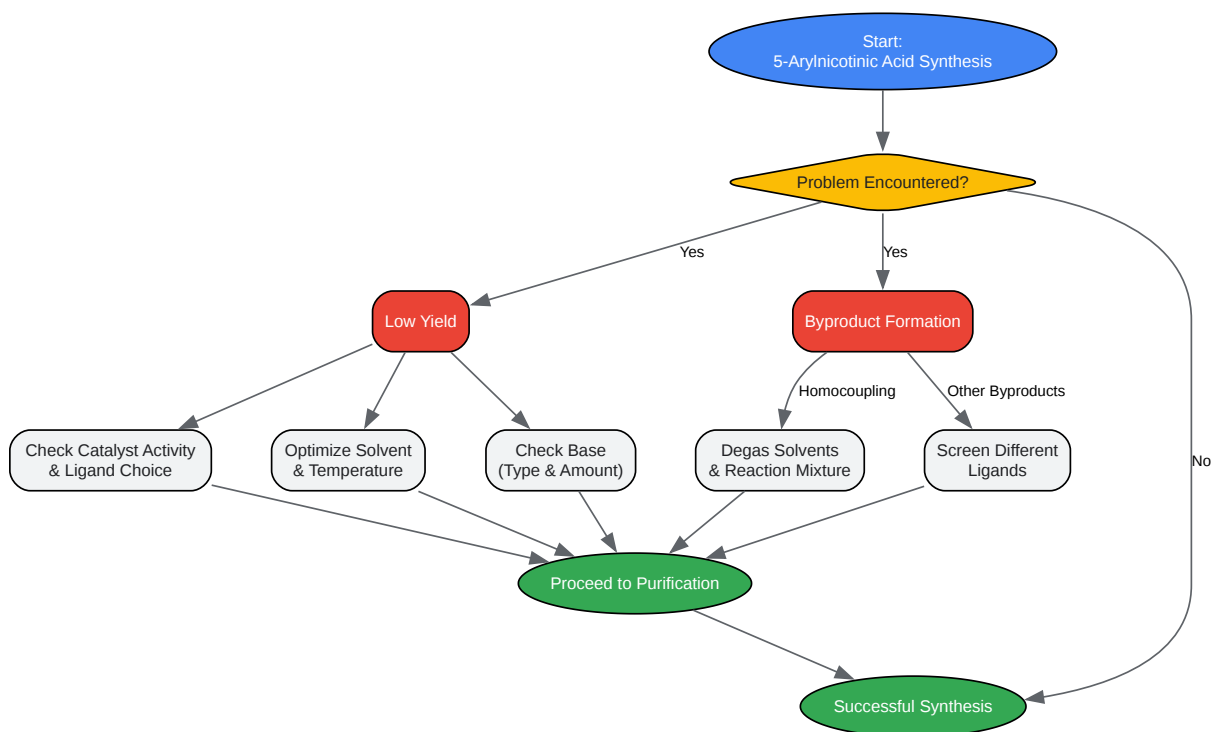 Start:
5-Arylnicotinic Acid Synthesis
Problem Encountered?
Yes
Yes
Low Yield
Byproduct Formation
Homocoupling
Other Byproducts
Check Catalyst Activity
& Ligand Choice
Optimize Solvent
& Temperature
Check Base
(Type & Amount)
Degas Solvents
& Reaction Mixture
Screen Different
Ligands
No
Proceed to Purification
Successful Synthesis